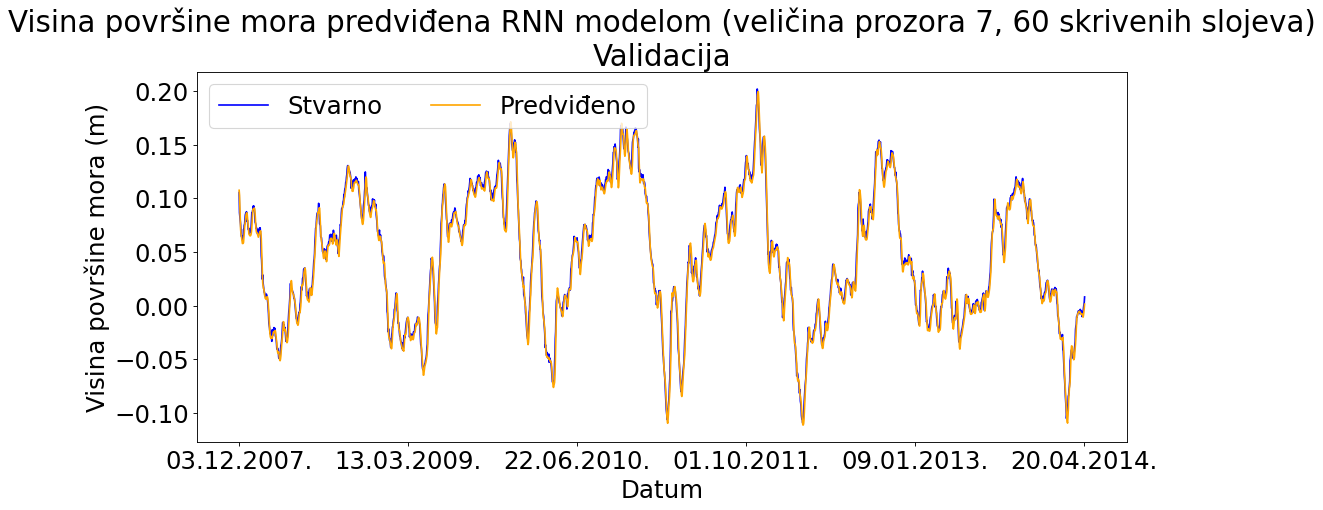 Visina površine mora predviđena RNN modelom (veličina prozora 7, 60 skrivenih slojeva)
Validacija
Stvarno Predviđeno
Visina površine mora (m)
0.20
0.15
0.10
0.05
0.00
−0.05
−0.10
03.12.2007. 13.03.2009. 22.06.2010. 01.10.2011. 09.01.2013. 20.04.2014.
Datum